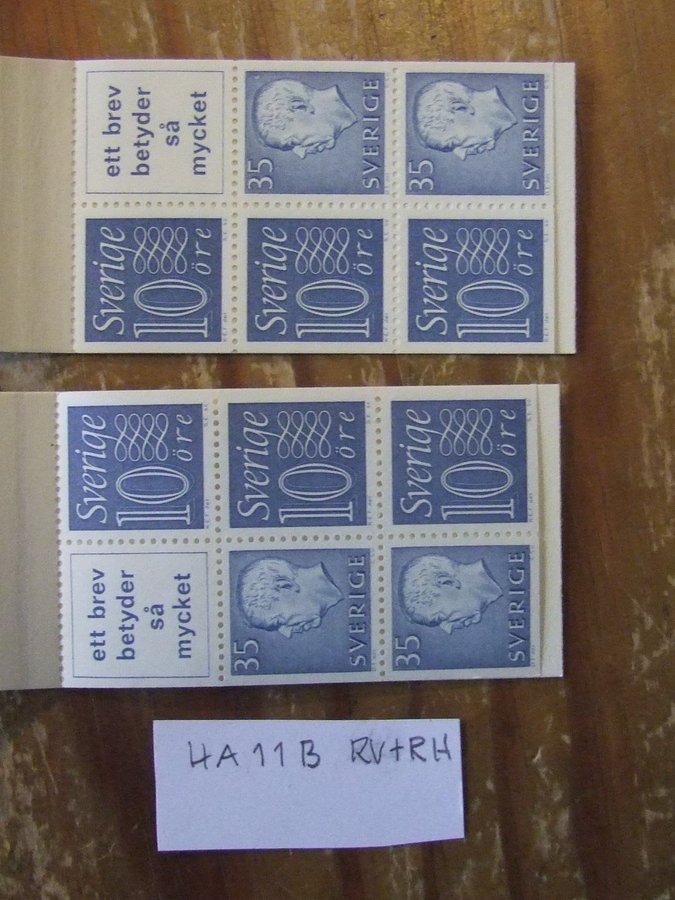 ett brev
betyder
så
mycket
35 SVERIGE
35 SVERIGE
Sverige
10 öre
Sverige
10 öre
Sverige
10 öre
Sverige
10 öre
Sverige
10 öre
Sverige
10 öre
ett brev
betyder
så
mycket
35 SVERIGE
35 SVERIGE
HA11B RV+RH